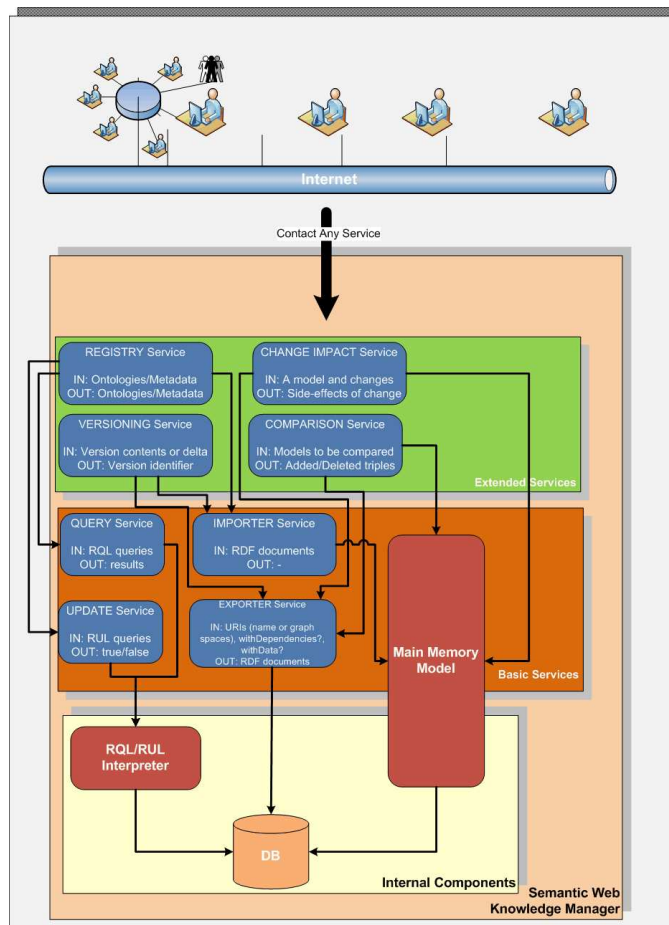 Internet
Contact Any Service
REGISTRY Service
IN: Ontologies/Metadata
OUT: Ontologies/Metadata
CHANGE IMPACT Service
IN: A model and changes
OUT: Side-effects of change
VERSIONING Service
IN: Version contents or delta
OUT: Version identifier
COMPARISON Service
IN: Models to be compared
OUT: Added/Deleted triples
Extended Services
QUERY Service
IN: RQL queries
OUT: results
IMPORTER Service
IN: RDF documents
OUT: -
UPDATE Service
IN: RUL queries
OUT: true/false
EXPORTER Service
IN: URIs (name or graph
spaces), withDependencies?,
withData?
OUT: RDF documents
Main Memory
Model
Basic Services
RQL/RUL
Interpreter
DB
Internal Components
Semantic Web
Knowledge Manager